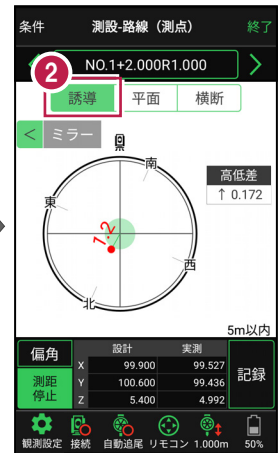 条件 測設-路線（測点） 終了
< NO.1+2.000R1.000 >
2
誘導 平面 横断
< ミラー
南
高低差
↑ 0.172
東
1.2
西
北
5m以内
偏角 設計 実測
X 99.900 99.527
測距停止 Y 100.600 99.436 記録
Z 5.400 4.992
観測設定 接続 自動追尾 リモコン 1.000m 50%